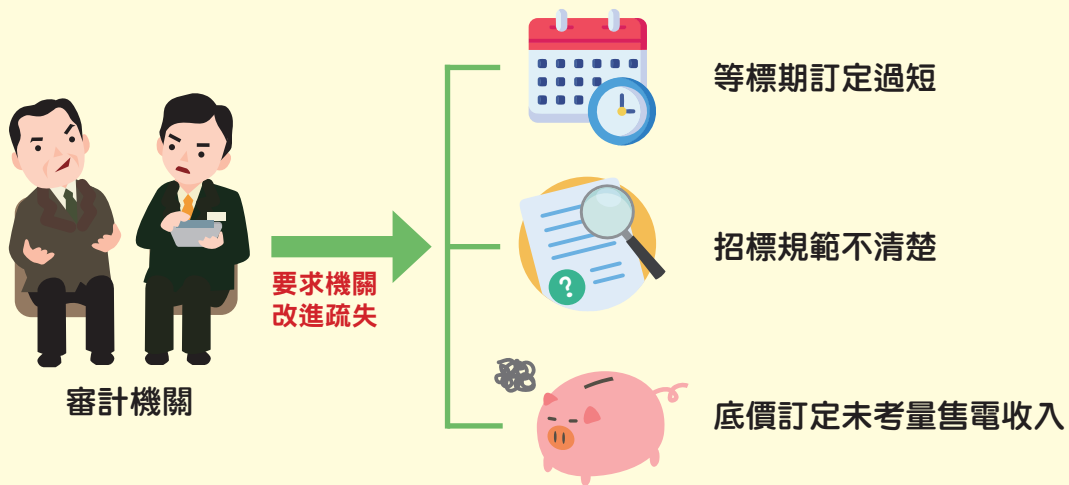 等標期訂定過短
招標規範不清楚
要求機關
改進疏失
審計機關
底價訂定未考量售電收入